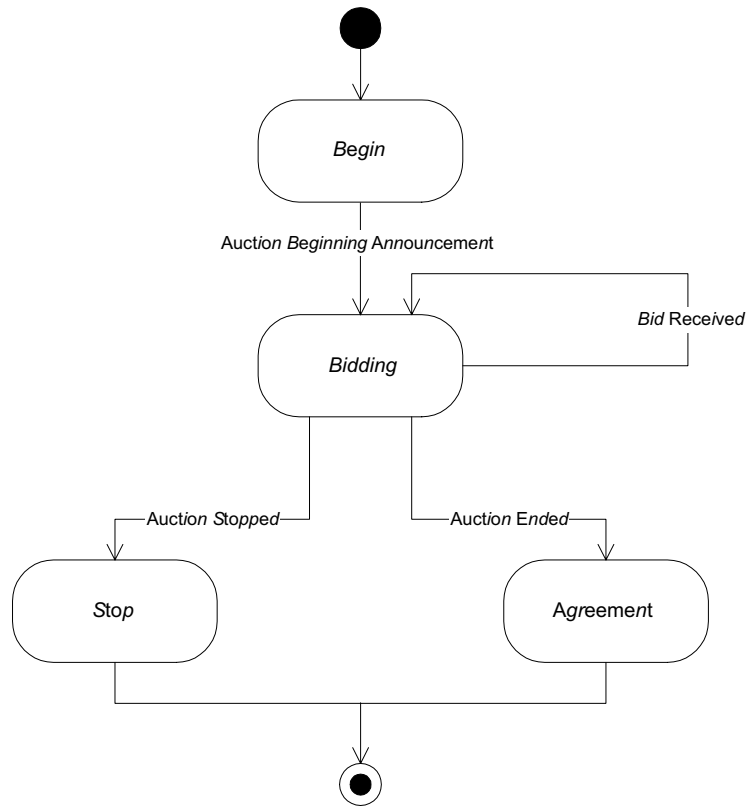 Begin
Auction Beginning Announcement
Bid Received
Bidding
Auction Stopped
Auction Ended
Stop
Agreement